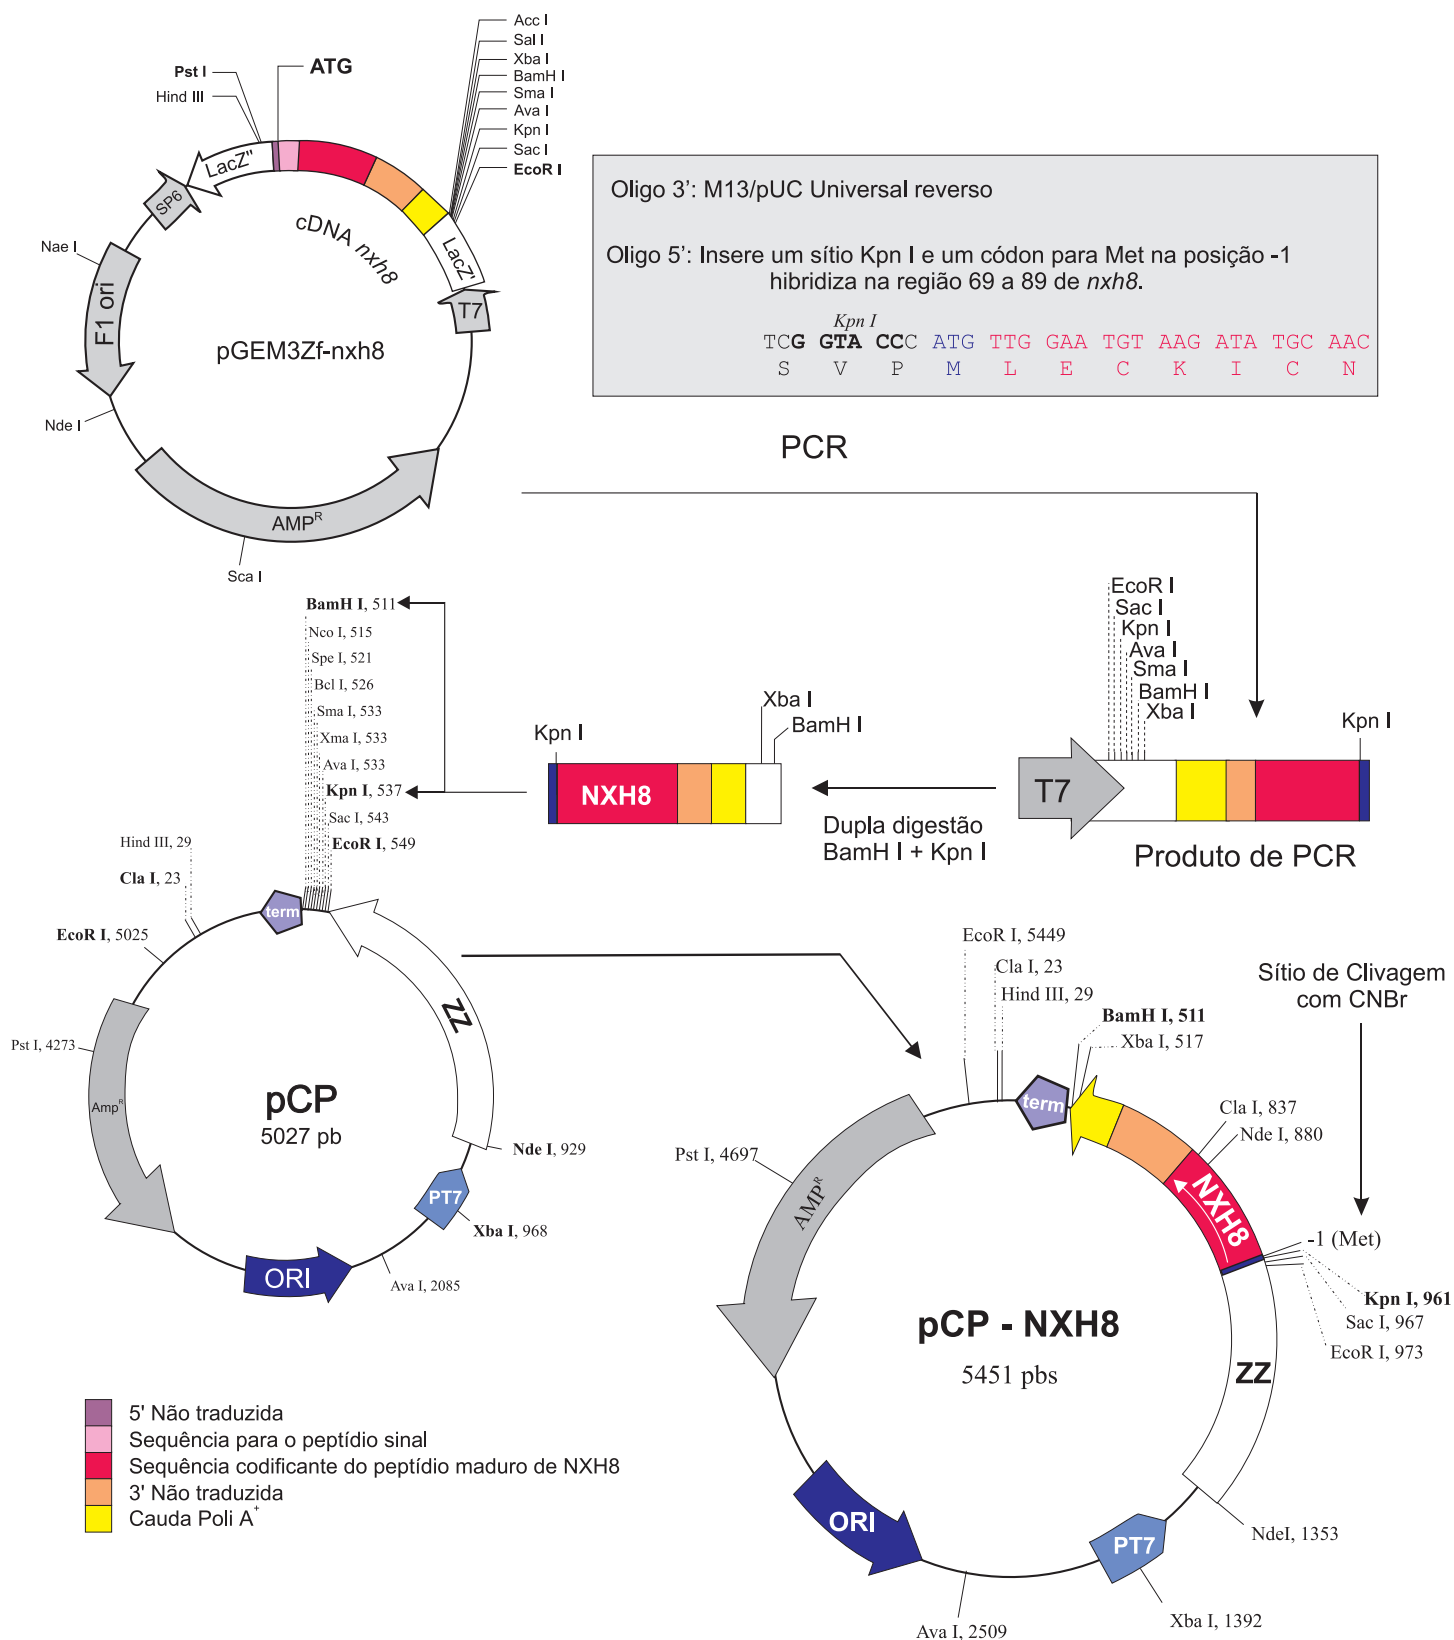 Acc I
Sal I
Xba I
BamH I
Sma I
Ava I
Kpn I
Sac I
EcoR I
ATG
Pst I
Hind III
LacZ''
SP6
Nae I
F1 ori
Nde I
cDNA nxh8
LacZ'
T7
pGEM3Zf-nxh8
AMP^R
Sca I
Oligo 3’: M13/pUC Universal reverso
Oligo 5’: Insere um sítio Kpn I e um códon para Met na posição -1
hibridiza na região 69 a 89 de nxh8.
Kpn I
TCG GTA CCC ATG TTG GAA TGT AAG ATA TGC AAC
S V P M L E C K I C N
PCR
BamH I, 511
Nco I, 515
Spe I, 521
Bcl I, 526
Sma I, 533
Xma I, 533
Ava I, 533
Kpn I, 537
Sac I, 543
EcoR I, 549
Kpn I
Xba I
BamH I
NXH8
Dupla digestão
BamH I + Kpn I
EcoR I
Sac I
Kpn I
Ava I
Sma I
BamH I
Xba I
Kpn I
T7
Produto de PCR
Hind III, 29
Cla I, 23
EcoR I, 5025
term
ZZ
Pst I, 4273
Amp^R
pCP
5027 pb
Nde I, 929
PT7
Xba I, 968
ORI
Ava I, 2085
EcoR I, 5449
Cla I, 23
Hind III, 29
BamH I, 511
Xba I, 517
Sítio de Clivagem
com CNBr
term
Cla I, 837
Nde I, 880
Pst I, 4697
AMP^R
NXH8
-1 (Met)
Kpn I, 961
Sac I, 967
EcoR I, 973
pCP - NXH8
5451 pbs
ZZ
ORI
PT7
NdeI, 1353
Xba I, 1392
Ava I, 2509
5' Não traduzida
Sequência para o peptídio sinal
Sequência codificante do peptídio maduro de NXH8
3' Não traduzida
Cauda Poli A⁺